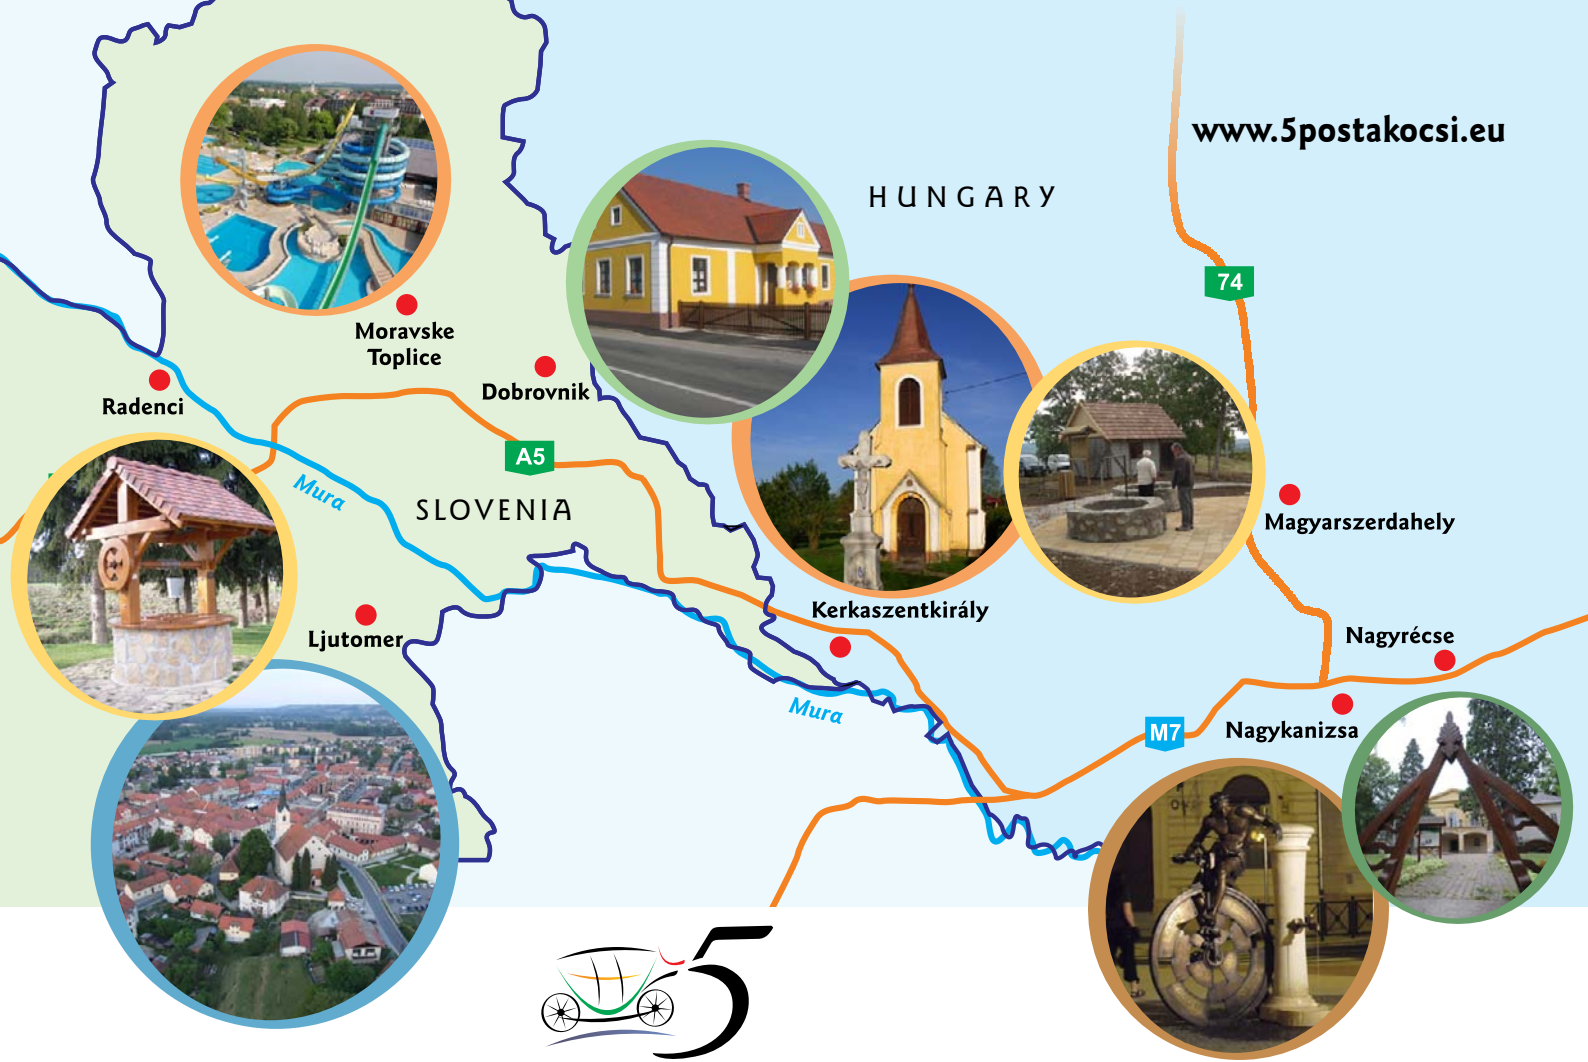 www.5postakocsi.eu
HUNGARY
74
Moravske
Toplice
Dobrovnik
Radenci
A5
Mura
SLOVENIA
Magyarszerdahely
Kerkaszentkirály
Ljutomer
Nagyrécse
Mura
M7
Nagykanizsa
5